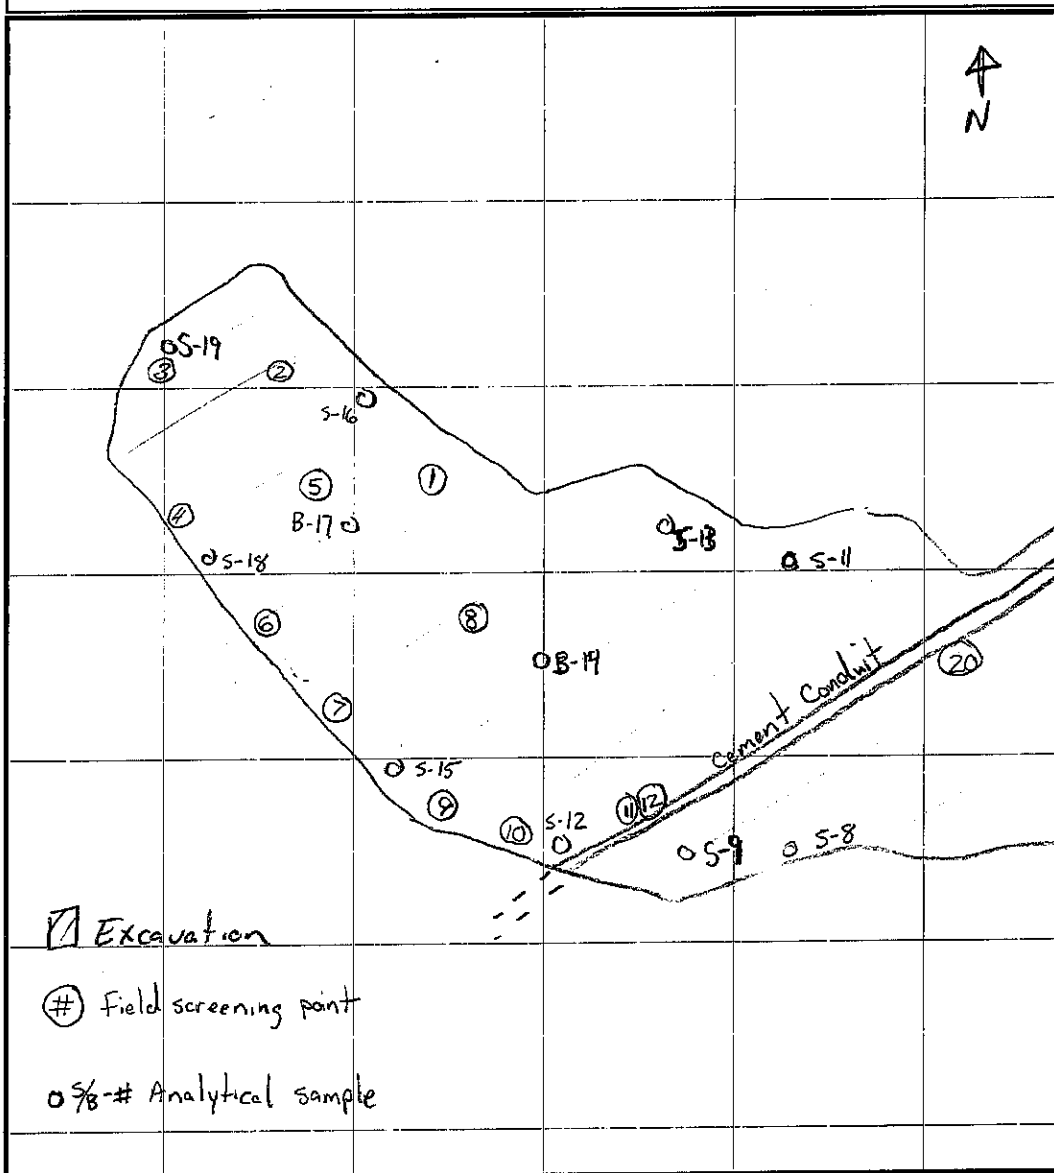 N
S-19
③
②
S-16
①
⑤
④
B-17
S-13
S-18
S-11
⑥
⑧
B-14
⑳
Cement Conduit
⑦
S-15
⑨
⑪ ⑫
⑩
S-12
S-9
S-8
Excavation
(#) Field screening point
S/B-# Analytical sample